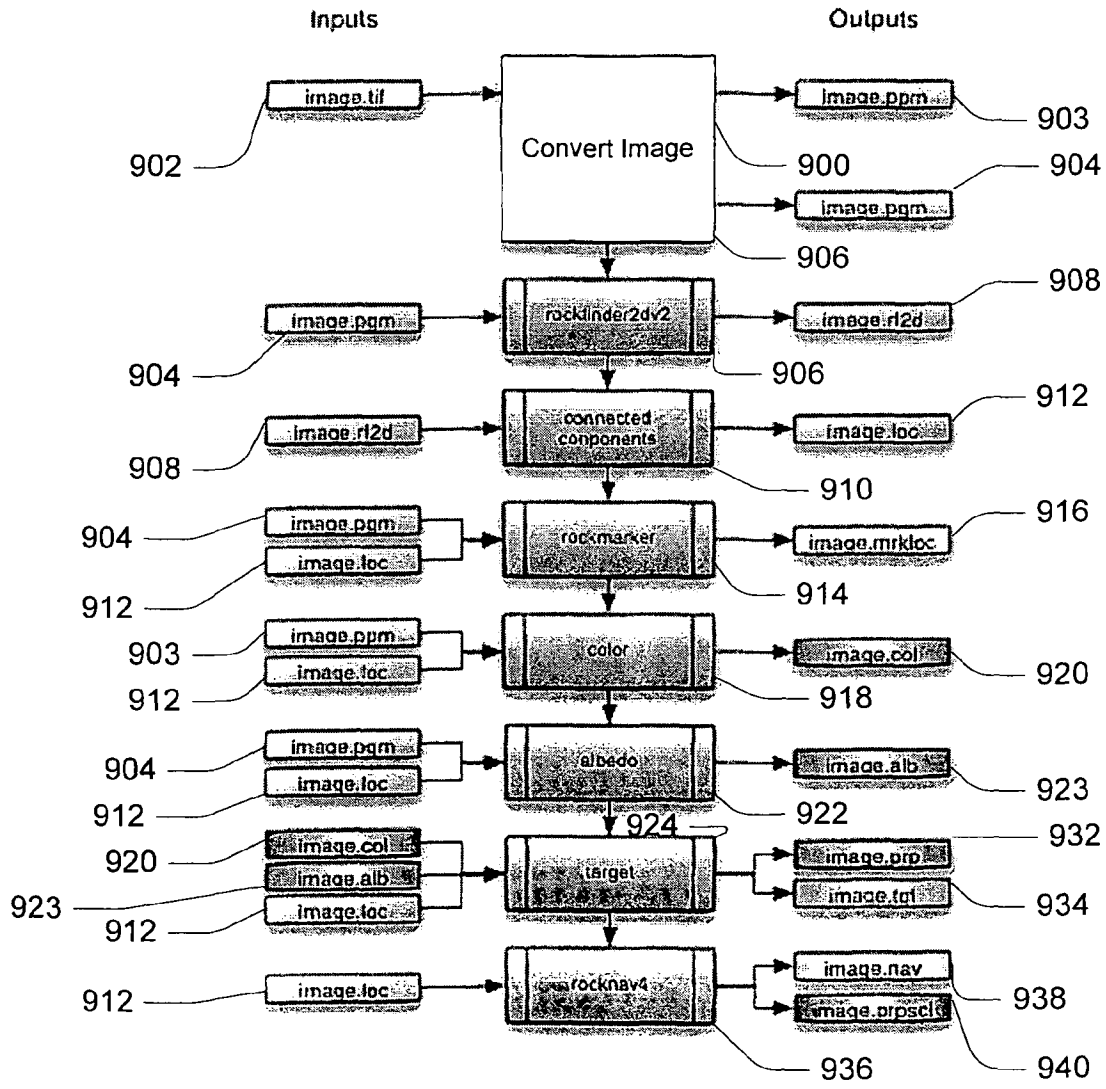 Inputs
Outputs
image.tif
image.ppm
902
Convert Image
900
903
904
image.pgm
906
908
image.pgm
rockfinder2dv2
image.rf2d
904
906
912
image.rf2d
connected
conponents
image.loc
908
910
916
904
image.pgm
image.loc
rockmarker
image.mrkloc
912
914
903
image.ppm
image.loc
color
image.col
912
918
920
904
image.pgm
image.loc
albedo
image.alb
912
922
923
924
932
920
image.col
image.alb
image.loc
target
image.prp
image.tgt
923
912
934
912
image.loc
rocknav4
image.nav
image.prpscl
938
936
940